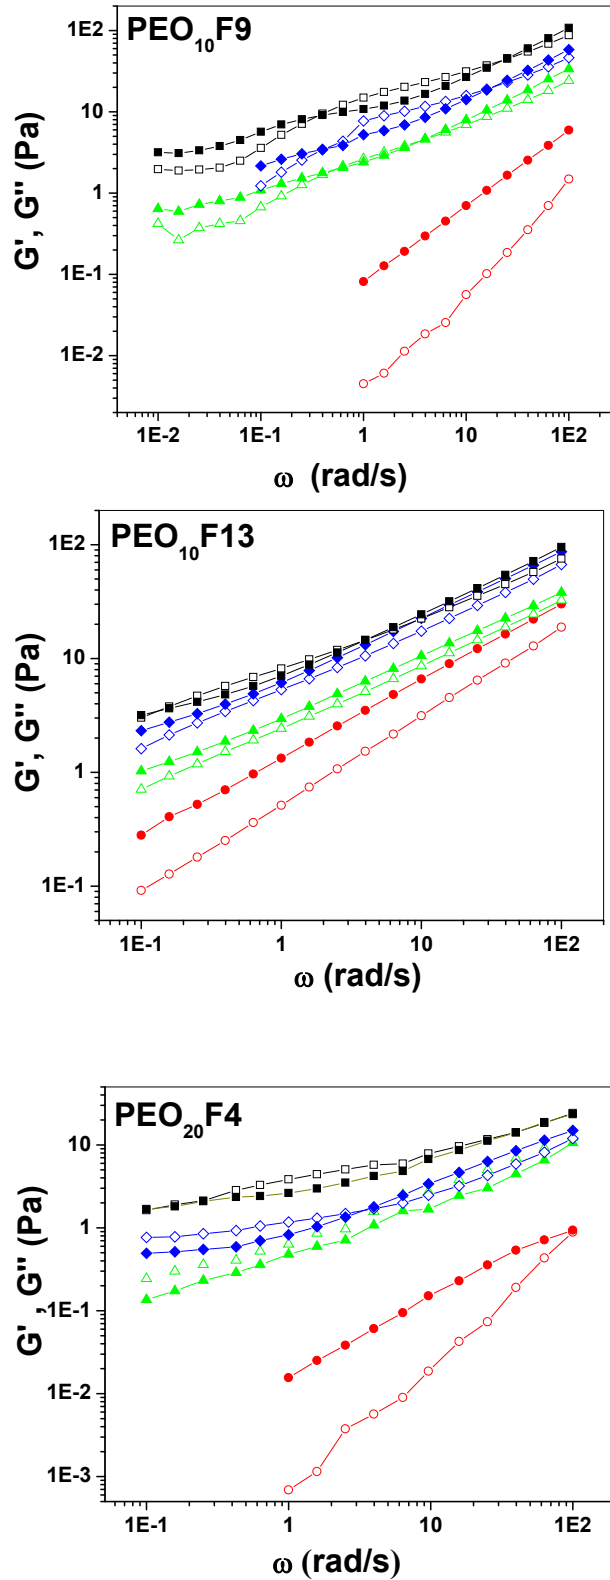 PEO10F9
1E2
10
1
1E-1
1E-2
G', G'' (Pa)
1E-2 1E-1 1 10 1E2
ω (rad/s)
PEO10F13
1E2
10
1
1E-1
G', G'' (Pa)
1E-1 1 10 1E2
ω (rad/s)
PEO20F4
10
1
1E-1
1E-2
1E-3
G' , G'' (Pa)
1E-1 1 10 1E2
ω (rad/s)